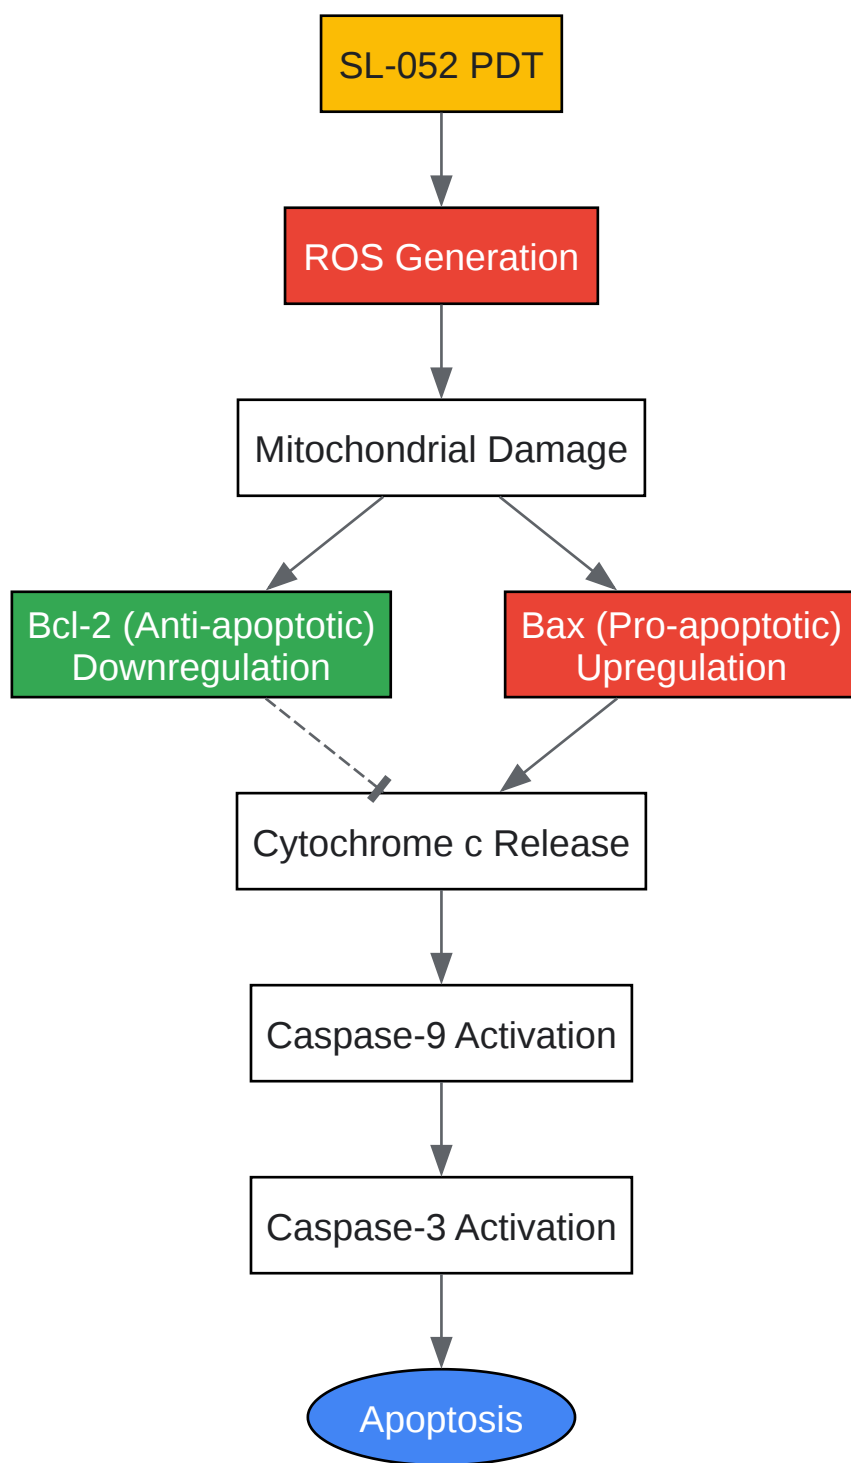 SL-052 PDT
ROS Generation
Mitochondrial Damage
Bcl-2 (Anti-apoptotic)
Downregulation
Bax (Pro-apoptotic)
Upregulation
Cytochrome c Release
Caspase-9 Activation
Caspase-3 Activation
Apoptosis